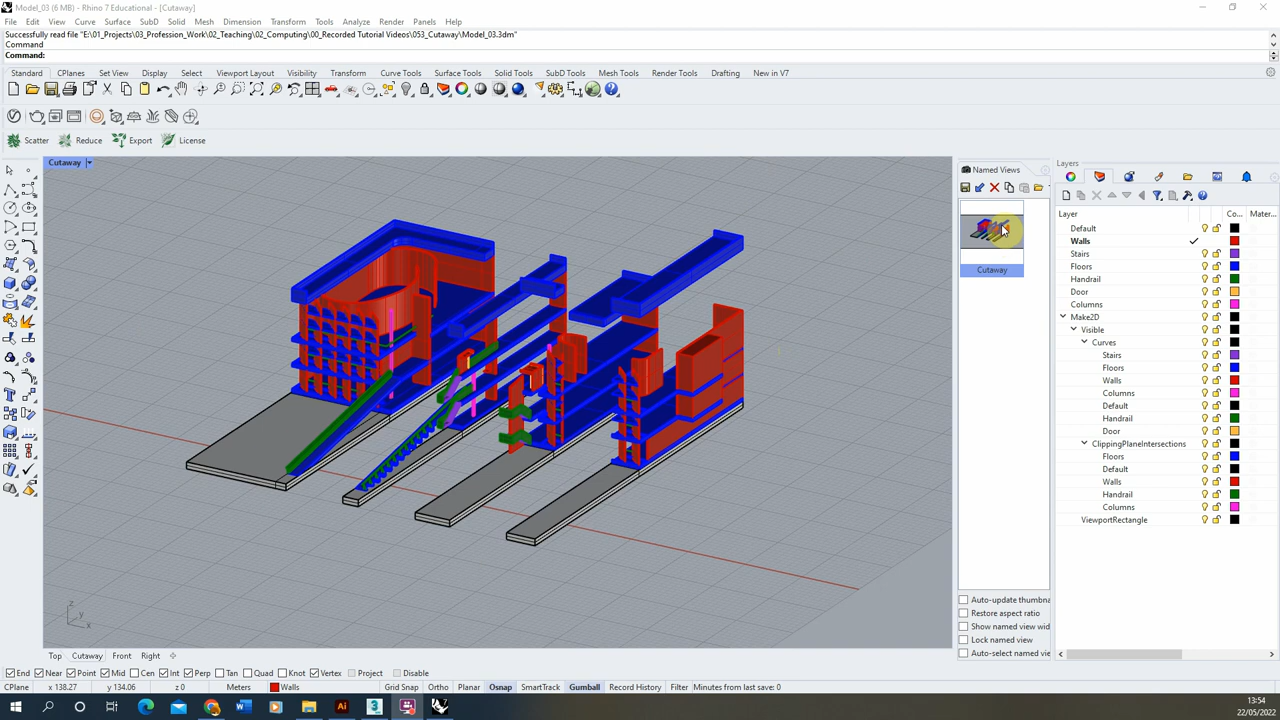 Model_03 (6 MB) - Rhino 7 Educational - [Cutaway]
File Edit View Curve Surface SubD Solid Mesh Dimension Transform Tools Analyze Render Panels Help
Successfully read file "E:\01_Projects\03_Profession_Work\02_Teaching\02_Computing\00_Recorded Tutorial Videos\053_Cutaway\Model_03.3dm"
Command
Command:
Standard CPlanes Set View Display Select Viewport Layout Visibility Transform Curve Tools Surface Tools Solid Tools SubD Tools Mesh Tools Render Tools Drafting New in V7
Scatter Reduce Export License
Cutaway
Named Views
Cutaway
Auto-update thumbna
Restore aspect ratio
Show named view wid
Lock named view
Auto-select named vie
Layers
Layer Co... Mater...
Default
Walls
Stairs
Floors
Handrail
Door
Columns
Make2D
Visible
Curves
Stairs
Floors
Walls
Columns
Default
Handrail
Door
ClippingPlaneIntersections
Floors
Default
Walls
Handrail
Columns
ViewportRectangle
z
y
x
Top Cutaway Front Right
End Near Point Mid Cen Int Perp Tan Quad Knot Vertex Project Disable
CPlane x 138.27 y 134.06 z 0 Meters Walls Grid Snap Ortho Planar Osnap SmartTrack Gumball Record History Filter Minutes from last save: 0
13:54
22/05/2022